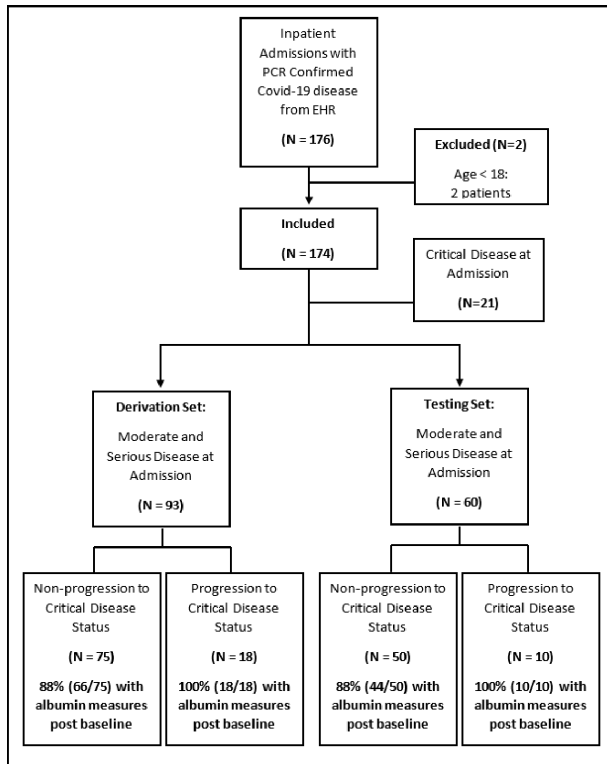 Inpatient
Admissions with
PCR Confirmed
Covid-19 disease
from EHR
(N = 176)
Excluded (N=2)
Age < 18:
2 patients
Included
(N = 174)
Critical Disease at
Admission
(N=21)
Derivation Set:
Moderate and
Serious Disease at
Admission
(N = 93)
Testing Set:
Moderate and
Serious Disease at
Admission
(N = 60)
Non-progression to
Critical Disease
Status
(N = 75)
88% (66/75) with
albumin measures
post baseline
Progression to
Critical Disease
Status
(N = 18)
100% (18/18) with
albumin measures
post baseline
Non-progression to
Critical Disease
Status
(N = 50)
88% (44/50) with
albumin measures
post baseline
Progression to
Critical Disease
Status
(N = 10)
100% (10/10) with
albumin measures
post baseline